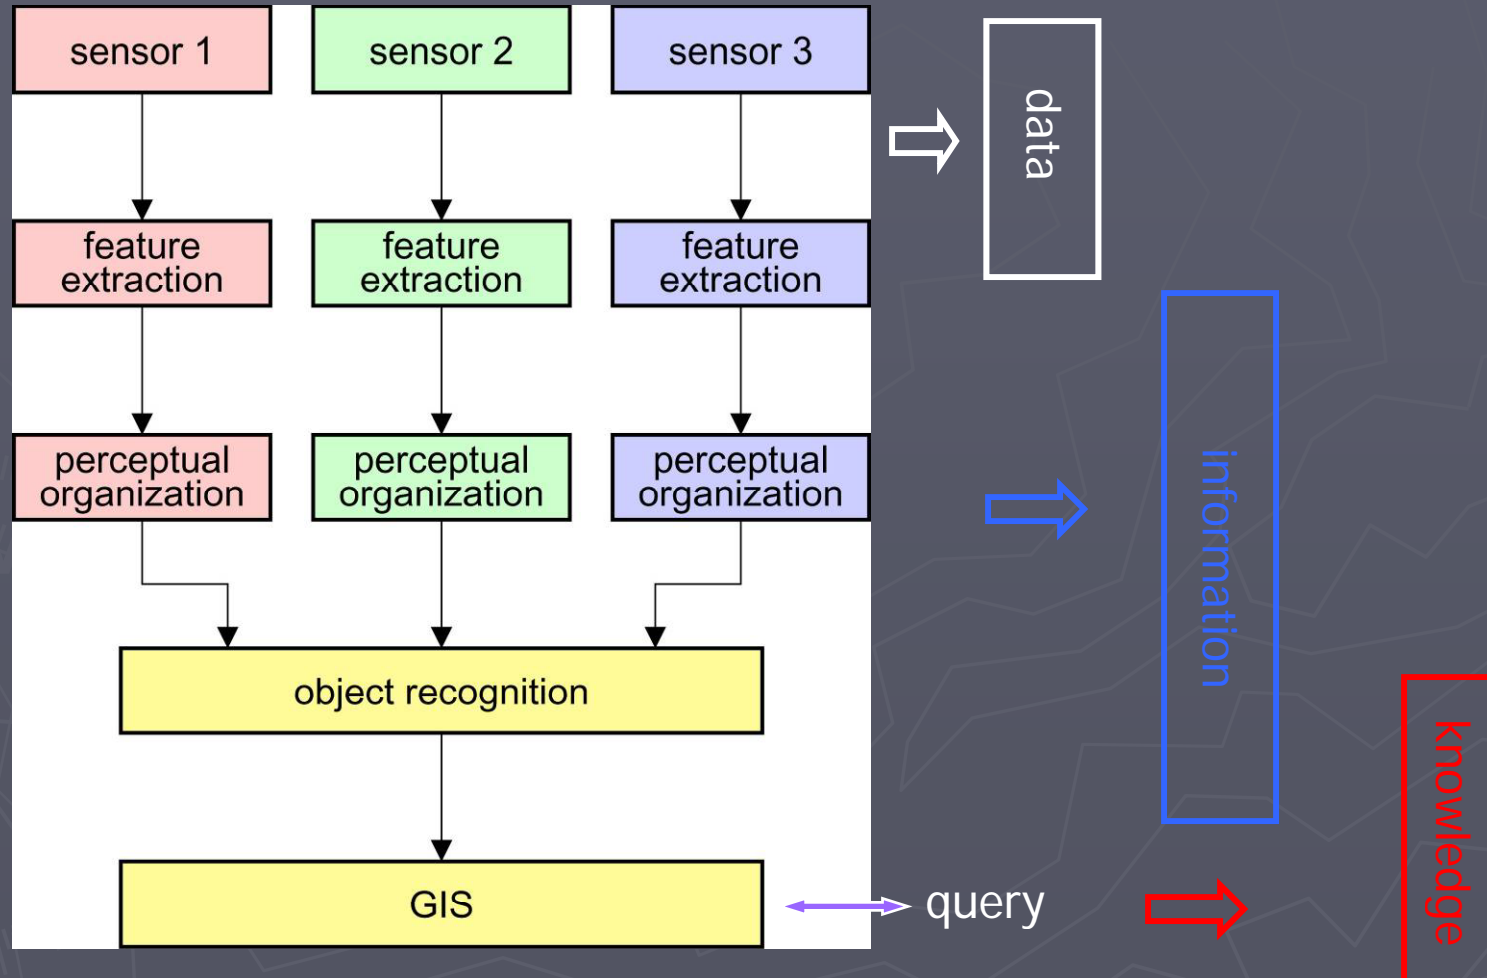 sensor 1
sensor 2
sensor 3
data
feature
extraction
feature
extraction
feature
extraction
perceptual
organization
perceptual
organization
perceptual
organization
information
object recognition
GIS
query
knowledge